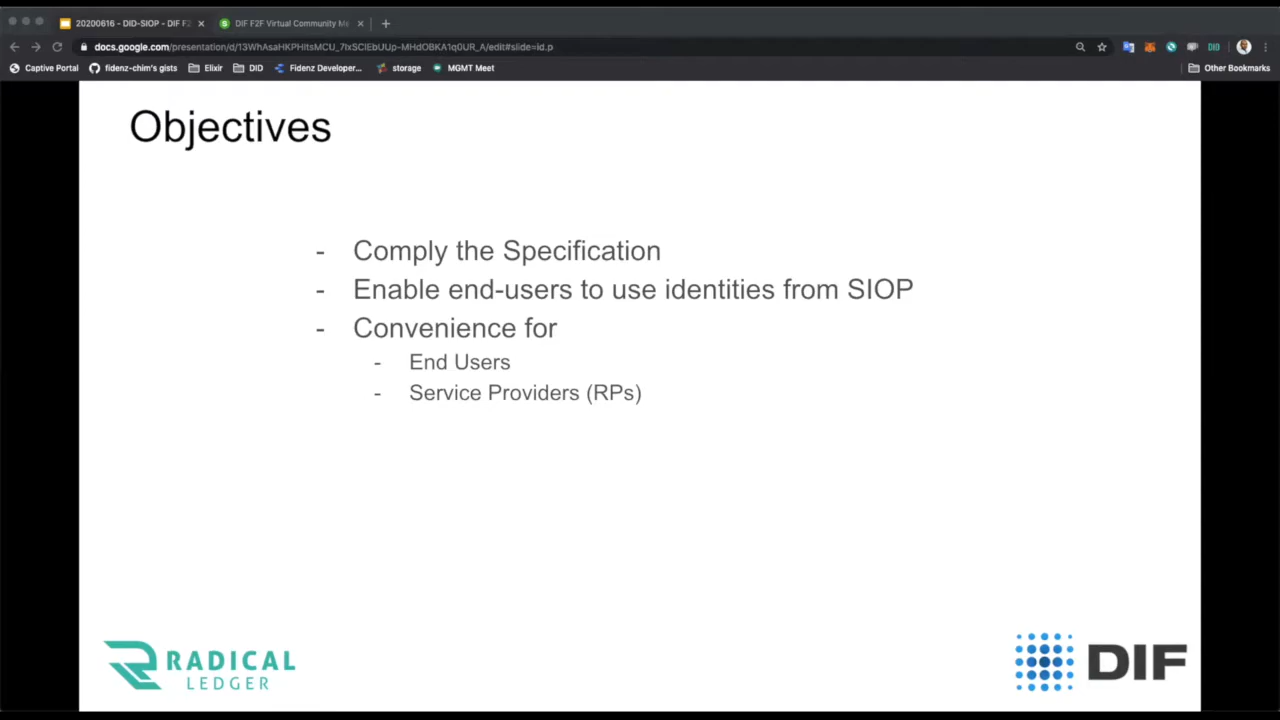 20200616 - DID-SIOP - DIF F2
DIF F2F Virtual Community M
docs.google.com/presentation/d/13WhAsaHKPHltsMCU_7lxSClEbUUp-MHdOBKA1q0UR_A/edit#slide=id.p
Captive Portal fidenz-chim's gists Elixir DID Fidenz Developer... storage MGMT Meet Other Bookmarks
Objectives
- Comply the Specification
- Enable end-users to use identities from SIOP
- Convenience for
- End Users
- Service Providers (RPs)
RADICAL
LEDGER
DIF